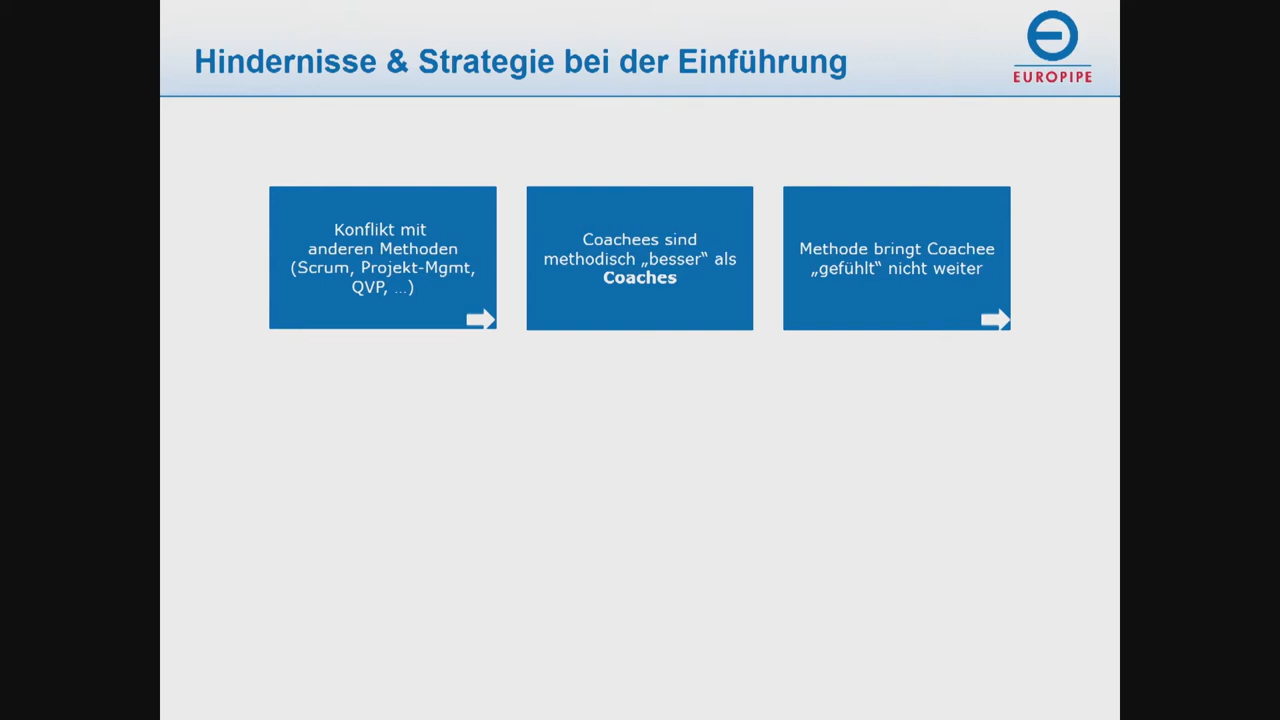 Hindernisse & Strategie bei der Einführung
EUROPIPE
Konflikt mit
anderen Methoden
(Scrum, Projekt-Mgmt,
QVP, …)
Coachees sind
methodisch „besser“ als
Coaches
Methode bringt Coachee
„gefühlt“ nicht weiter